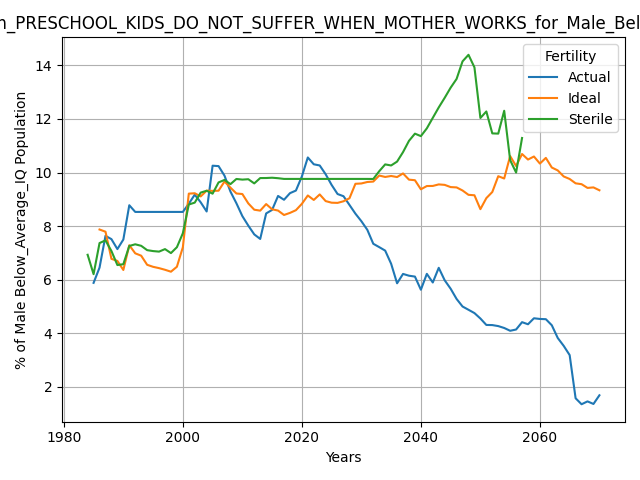 PRESCHOOL_KIDS_DO_NOT_SUFFER_WHEN_MOTHER_WORKS_for_Male_Bel
Fertility
Actual
Ideal
Sterile
% of Male Below_Average_IQ Population
14
12
10
8
6
4
2
1980
2000
2020
2040
2060
Years